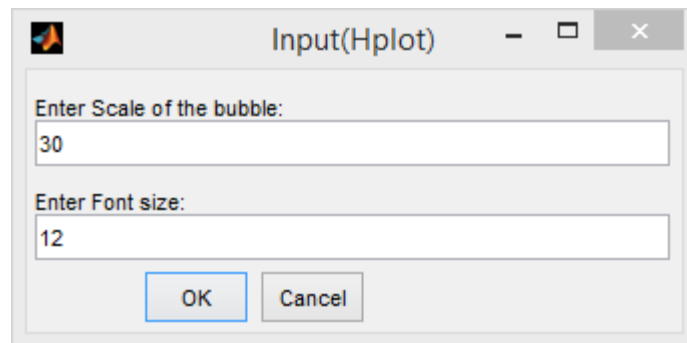 Input(Hplot)
Enter Scale of the bubble:
30
Enter Font size:
12
OK Cancel